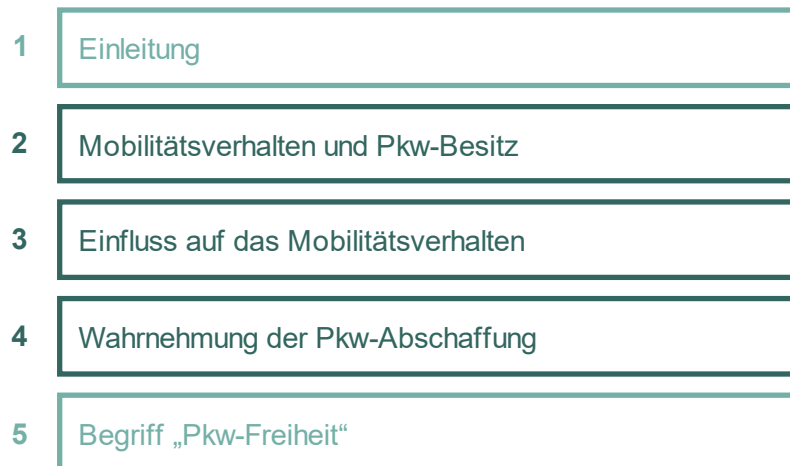 1 Einleitung
2 Mobilitätsverhalten und Pkw-Besitz
3 Einfluss auf das Mobilitätsverhalten
4 Wahrnehmung der Pkw-Abschaffung
5 Begriff „Pkw-Freiheit“